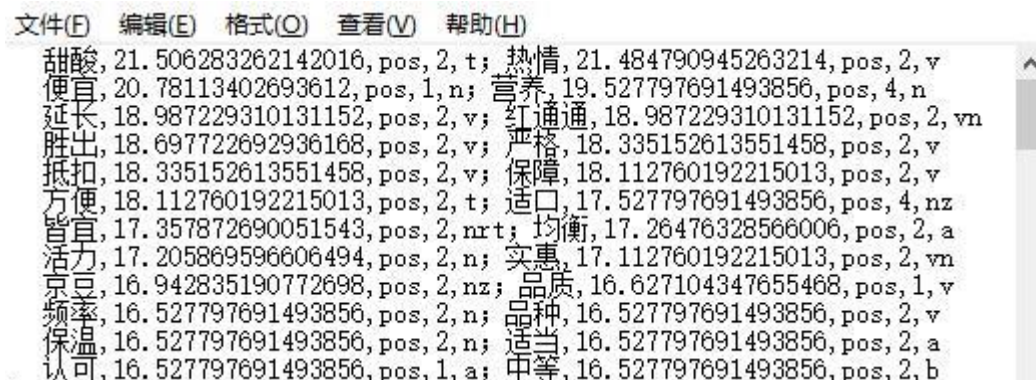 文件(F) 编辑(E) 格式(O) 查看(V) 帮助(H)
甜酸,21.506283262142016,pos,2,t; 热情,21.484790945263214,pos,2,v
便宜,20.78113402693612,pos,1,n; 营养,19.527797691493856,pos,4,n
延长,18.987229310131152,pos,2,v; 红通通,18.987229310131152,pos,2,vn
胜出,18.697722692936168,pos,2,v; 严格,18.335152613551458,pos,2,v
抵扣,18.335152613551458,pos,2,v; 保障,18.112760192215013,pos,2,v
方便,18.112760192215013,pos,2,t; 适口,17.527797691493856,pos,4,nz
皆宜,17.357872690051543,pos,2,nrt; 均衡,17.26476328566006,pos,2,a
活力,17.205869596606494,pos,2,n; 实惠,17.112760192215013,pos,2,vn
京豆,16.942835190772698,pos,2,nz; 品质,16.627104347655468,pos,1,v
频率,16.527797691493856,pos,2,n; 品种,16.527797691493856,pos,2,v
保温,16.527797691493856,pos,2,n; 适当,16.527797691493856,pos,2,a
认可,16.527797691493856,pos,1,a; 中等,16.527797691493856,pos,2,b